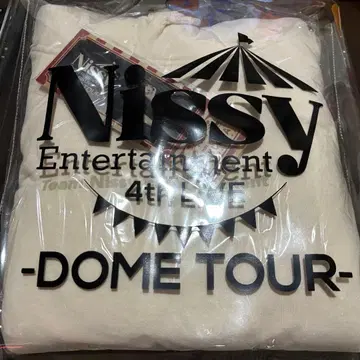 Nissy
Entertainment
4th LIVE
-DOME TOUR-